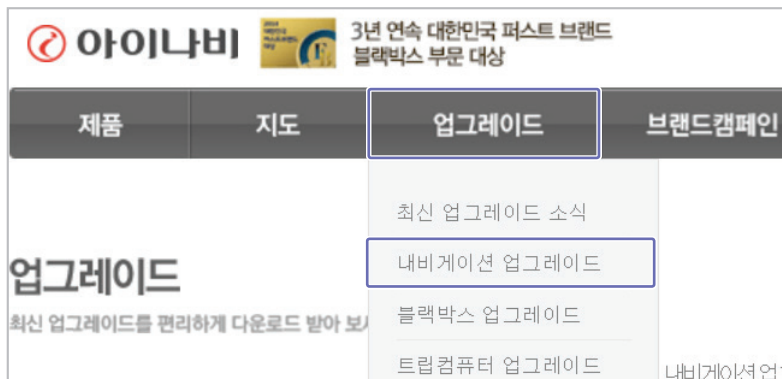 아이나비
3년 연속 대한민국 퍼스트 브랜드
블랙박스 부문 대상
제품 지도 업그레이드 브랜드캠페인
최신 업그레이드 소식
내비게이션 업그레이드
업그레이드
최신 업그레이드를 편리하게 다운로드 받아
블랙박스 업그레이드
트립컴퓨터 업그레이드
내비게이션